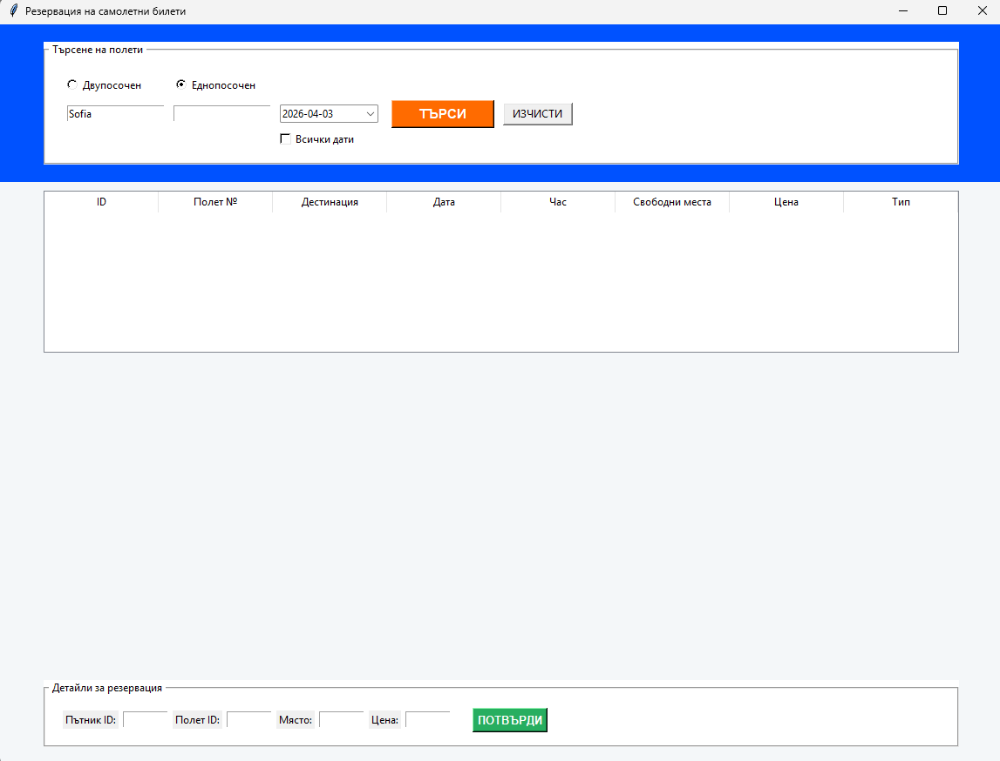 Резервация на самолетни билети
Търсене на полети
Двупосочен Еднопосочен
Sofia 2026-04-03 ТЪРСИ ИЗЧИСТИ
Всички дати
ID Полет № Дестинация Дата Час Свободни места Цена Тип
Детайли за резервация
Пътник ID: Полет ID: Място: Цена: ПОТВЪРДИ